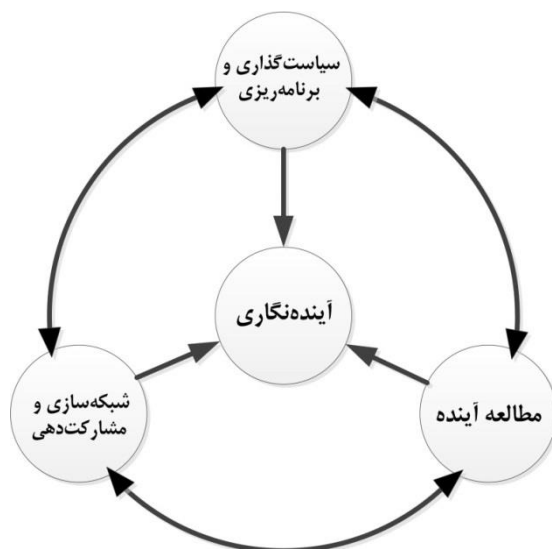 سیاست‌گذاری و
برنامه‌ریزی
آینده‌نگاری
شبکه‌سازی و
مشارکت‌دهی
مطالعه آینده